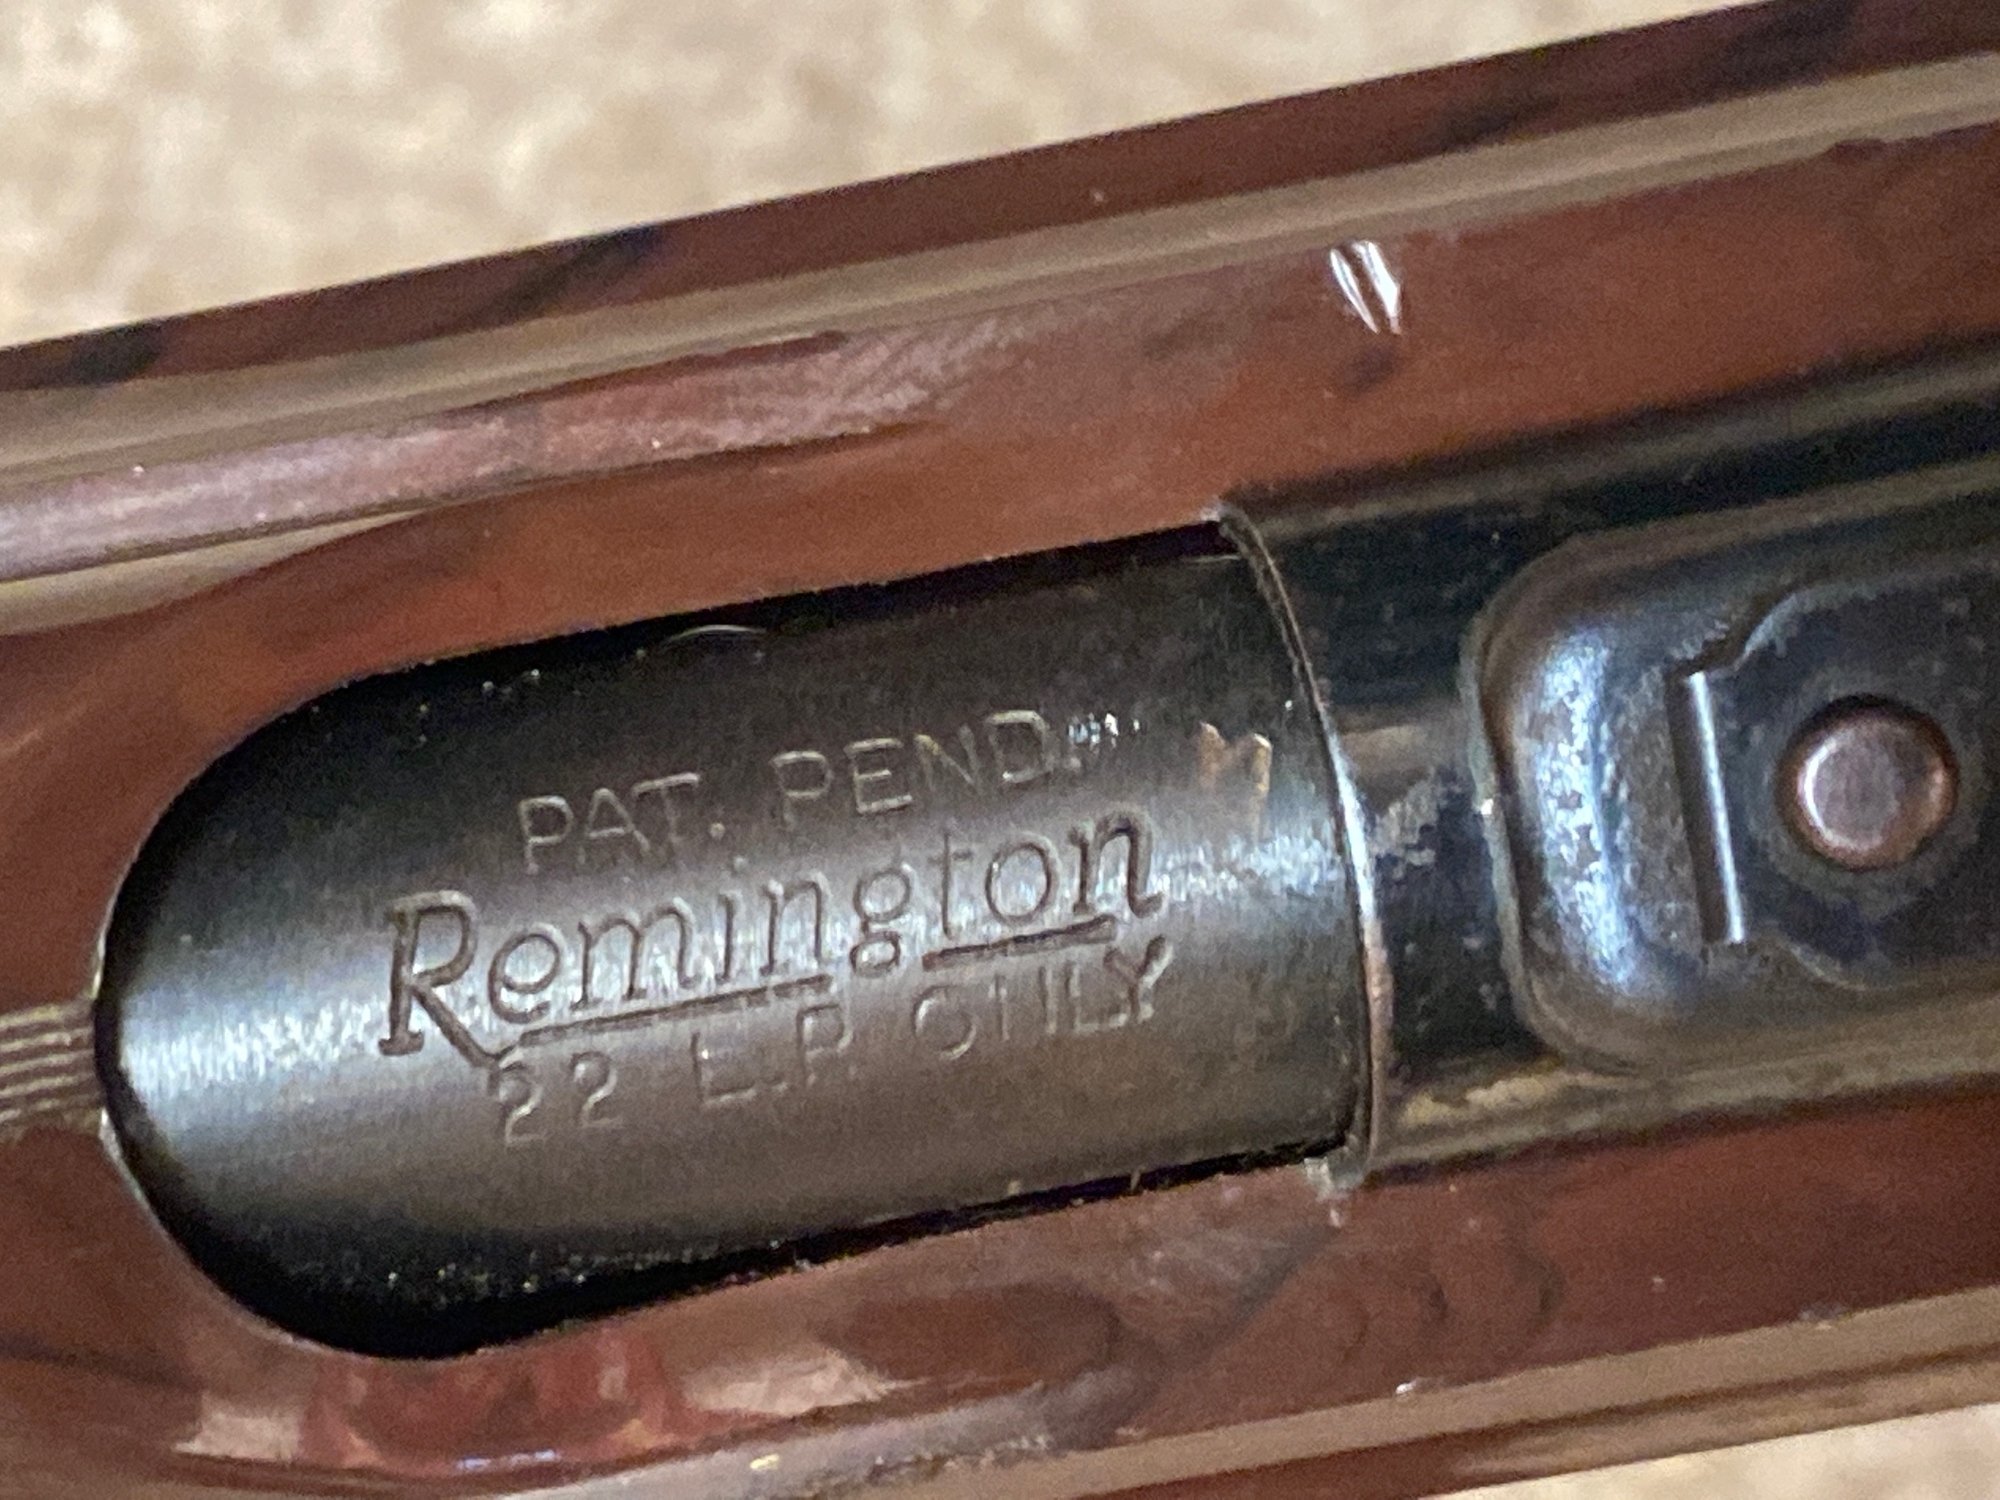 PAT. PEND.
M
Remington
22 L.R. ONLY